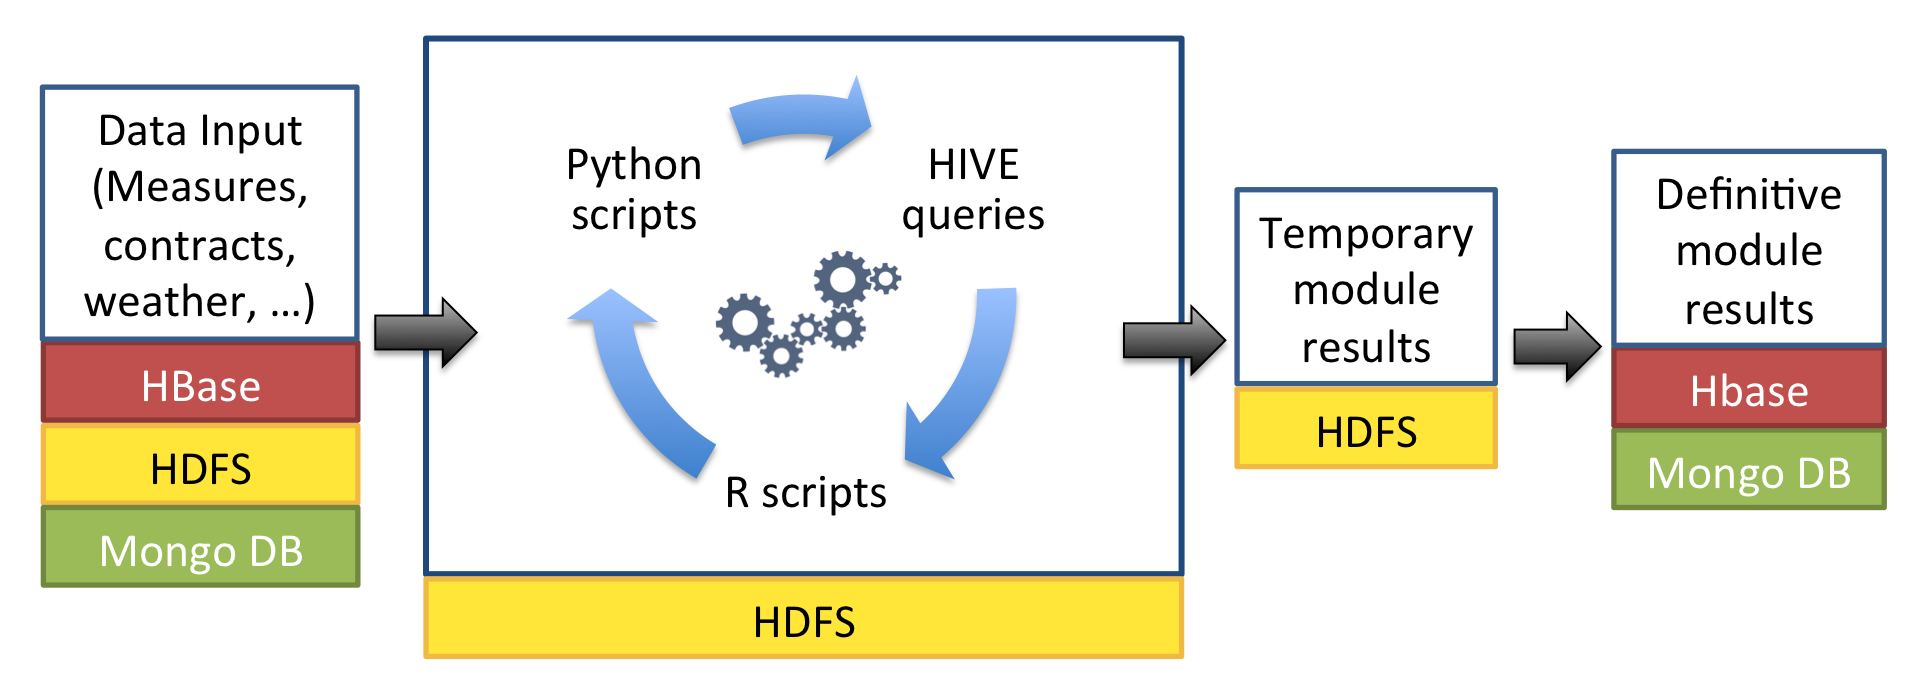 Data Input
(Measures,
contracts,
weather, ...)
HBase
HDFS
Mongo DB
Python
scripts
HIVE
queries
R scripts
HDFS
Temporary
module
results
HDFS
Definitive
module
results
Hbase
Mongo DB